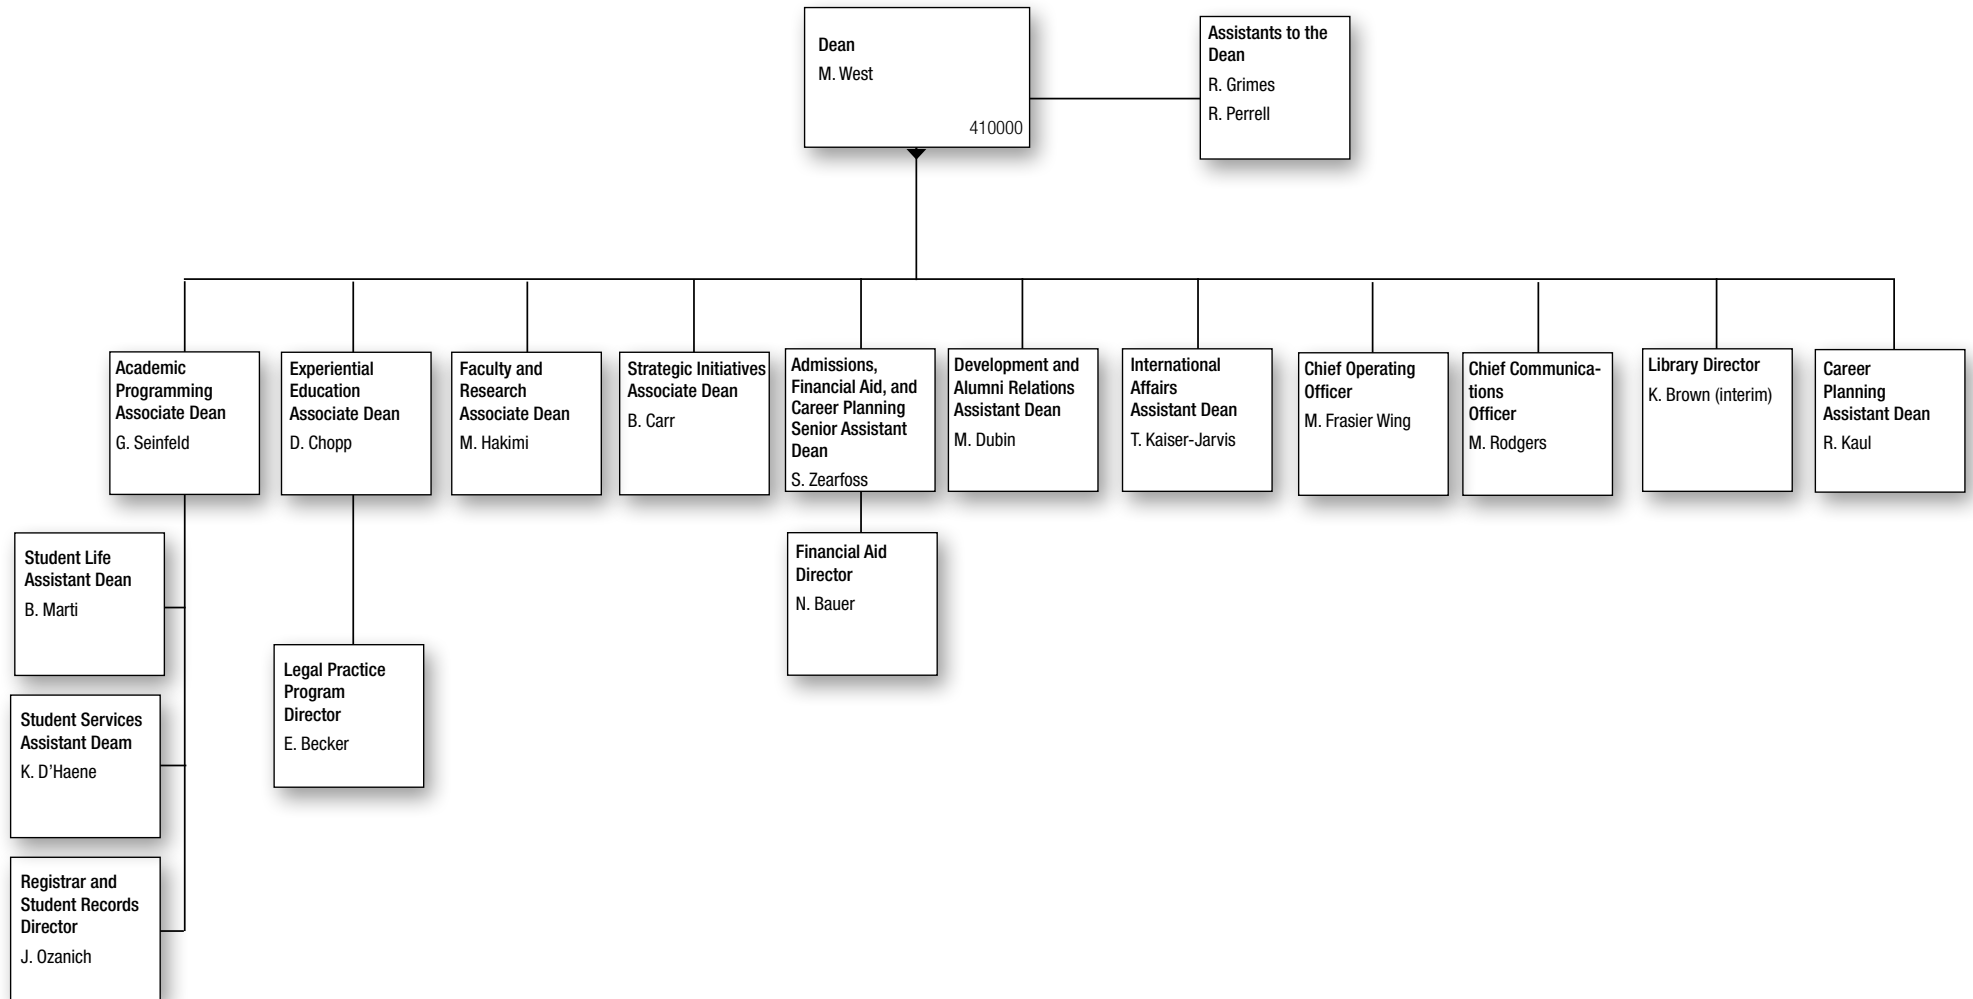 Dean
M. West
410000
Assistants to the
Dean
R. Grimes
R. Perrell
Academic
Programming
Associate Dean
G. Seinfeld
Experiential
Education
Associate Dean
D. Chopp
Faculty and
Research
Associate Dean
M. Hakimi
Strategic Initiatives
Associate Dean
B. Carr
Admissions,
Financial Aid, and
Career Planning
Senior Assistant
Dean
S. Zearfoss
Development and
Alumni Relations
Assistant Dean
M. Dubin
International
Affairs
Assistant Dean
T. Kaiser-Jarvis
Chief Operating
Officer
M. Frasier Wing
Chief Communica-
tions
Officer
M. Rodgers
Library Director
K. Brown (interim)
Career
Planning
Assistant Dean
R. Kaul
Student Life
Assistant Dean
B. Marti
Student Services
Assistant Deam
K. D’Haene
Registrar and
Student Records
Director
J. Ozanich
Legal Practice
Program
Director
E. Becker
Financial Aid
Director
N. Bauer